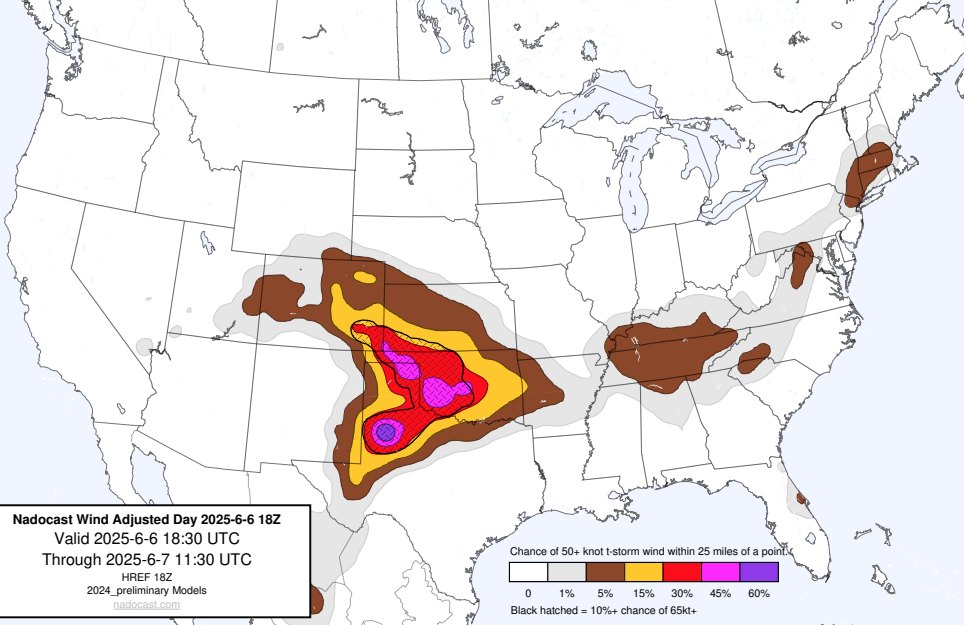 Nadocast Wind Adjusted Day 2025-6-6 18Z
Valid 2025-6-6 18:30 UTC
Through 2025-6-7 11:30 UTC
HREF 18Z
2024_preliminary Models
nadocast.com
Chance of 50+ knot t-storm wind within 25 miles of a point.
0 1% 5% 15% 30% 45% 60%
Black hatched = 10%+ chance of 65kt+